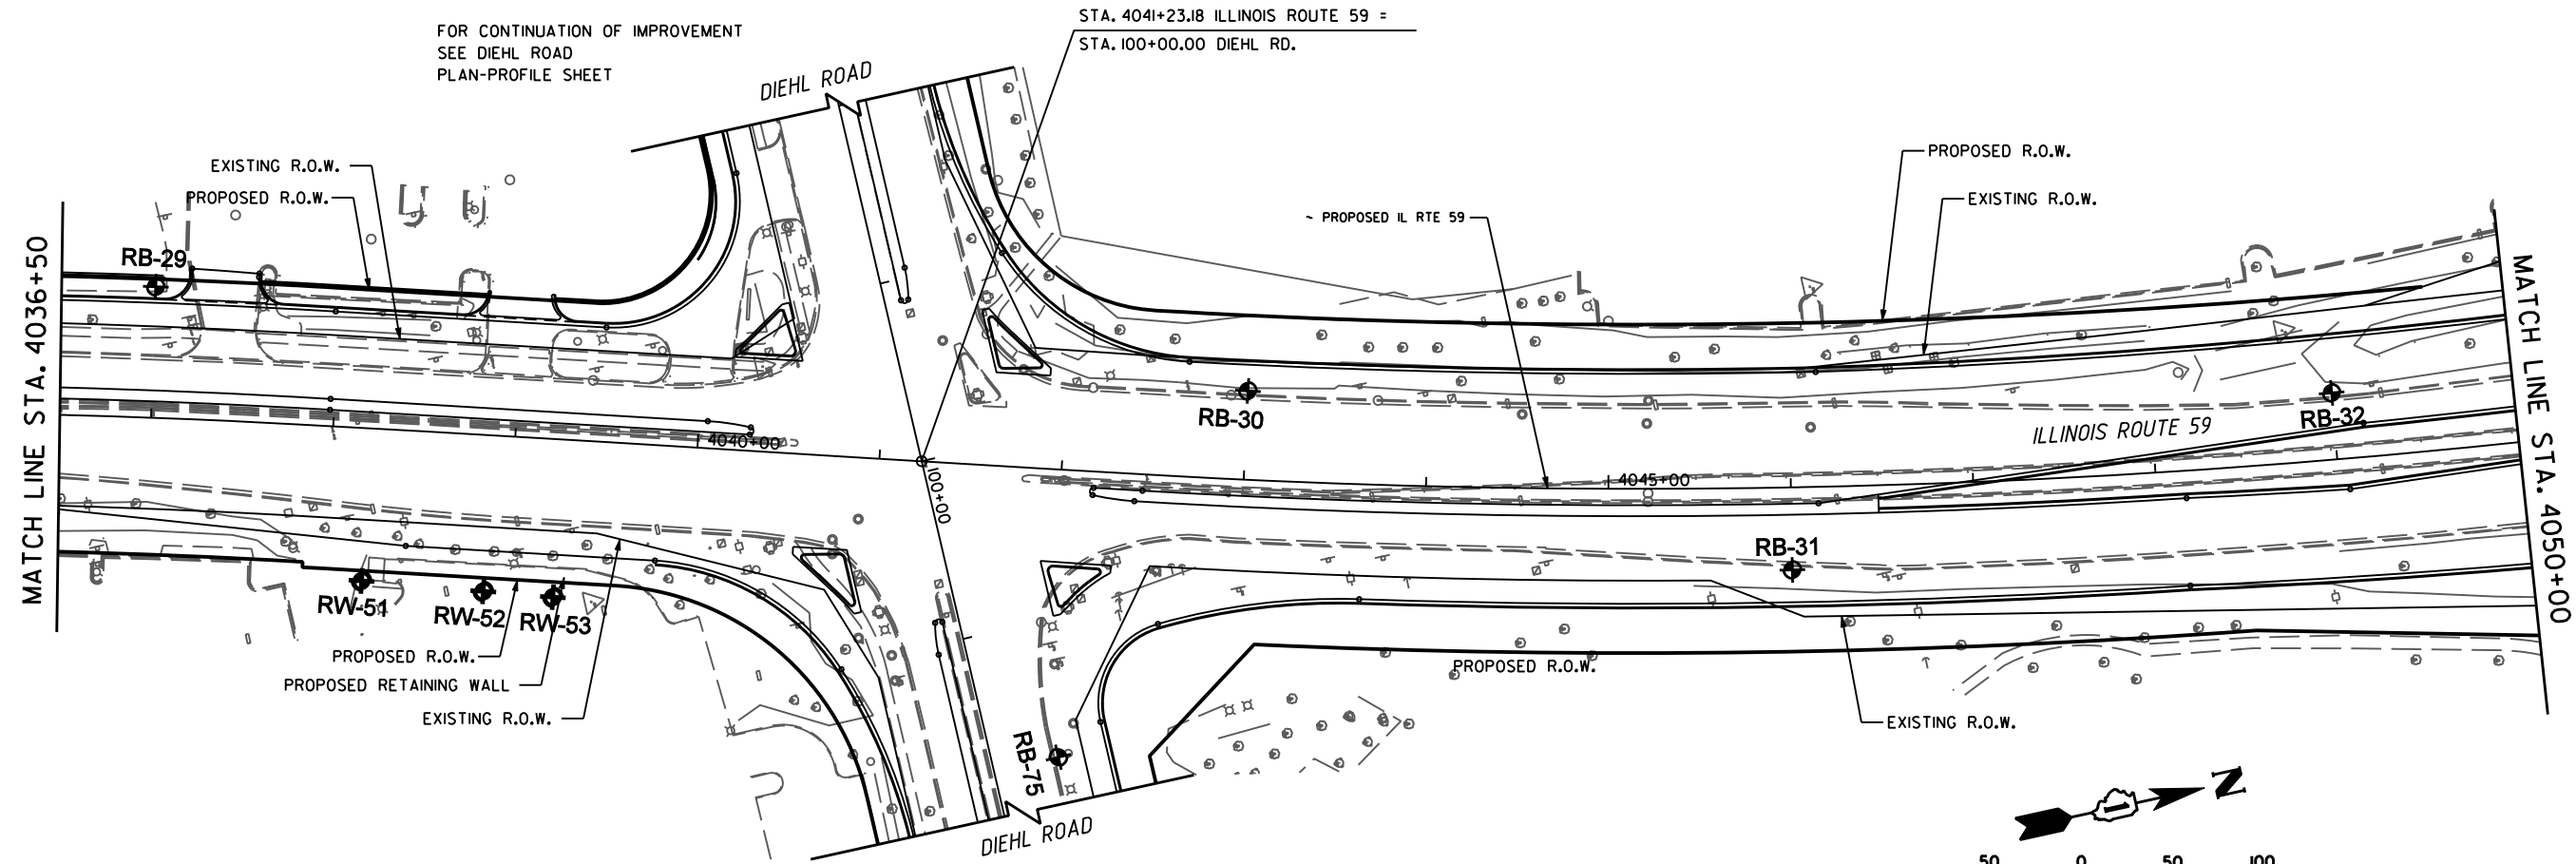 FOR CONTINUATION OF IMPROVEMENT
SEE DIEHL ROAD
PLAN-PROFILE SHEET
STA. 4041+23.18 ILLINOIS ROUTE 59 =
STA. 100+00.00 DIEHL RD.
DIEHL ROAD
EXISTING R.O.W.
PROPOSED R.O.W.
PROPOSED R.O.W.
EXISTING R.O.W.
~ PROPOSED IL RTE 59
RB-29
MATCH LINE STA. 4036+50
MATCH LINE STA. 4050+00
RB-30
RB-32
ILLINOIS ROUTE 59
4040+00
100+00
4045+00
RB-31
RW-51
RW-52
RW-53
PROPOSED R.O.W.
PROPOSED RETAINING WALL
EXISTING R.O.W.
PROPOSED R.O.W.
EXISTING R.O.W.
RB-75
DIEHL ROAD
N
50 0 50 100